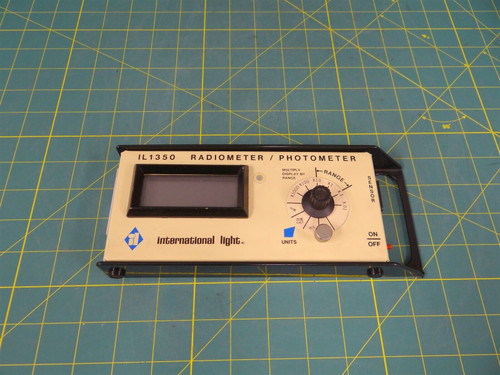 IL1350 RADIOMETER / PHOTOMETER
MULTIPLY
DISPLAY BY
RANGE
RANGE
SENSOR
international light
UNITS
ON
OFF